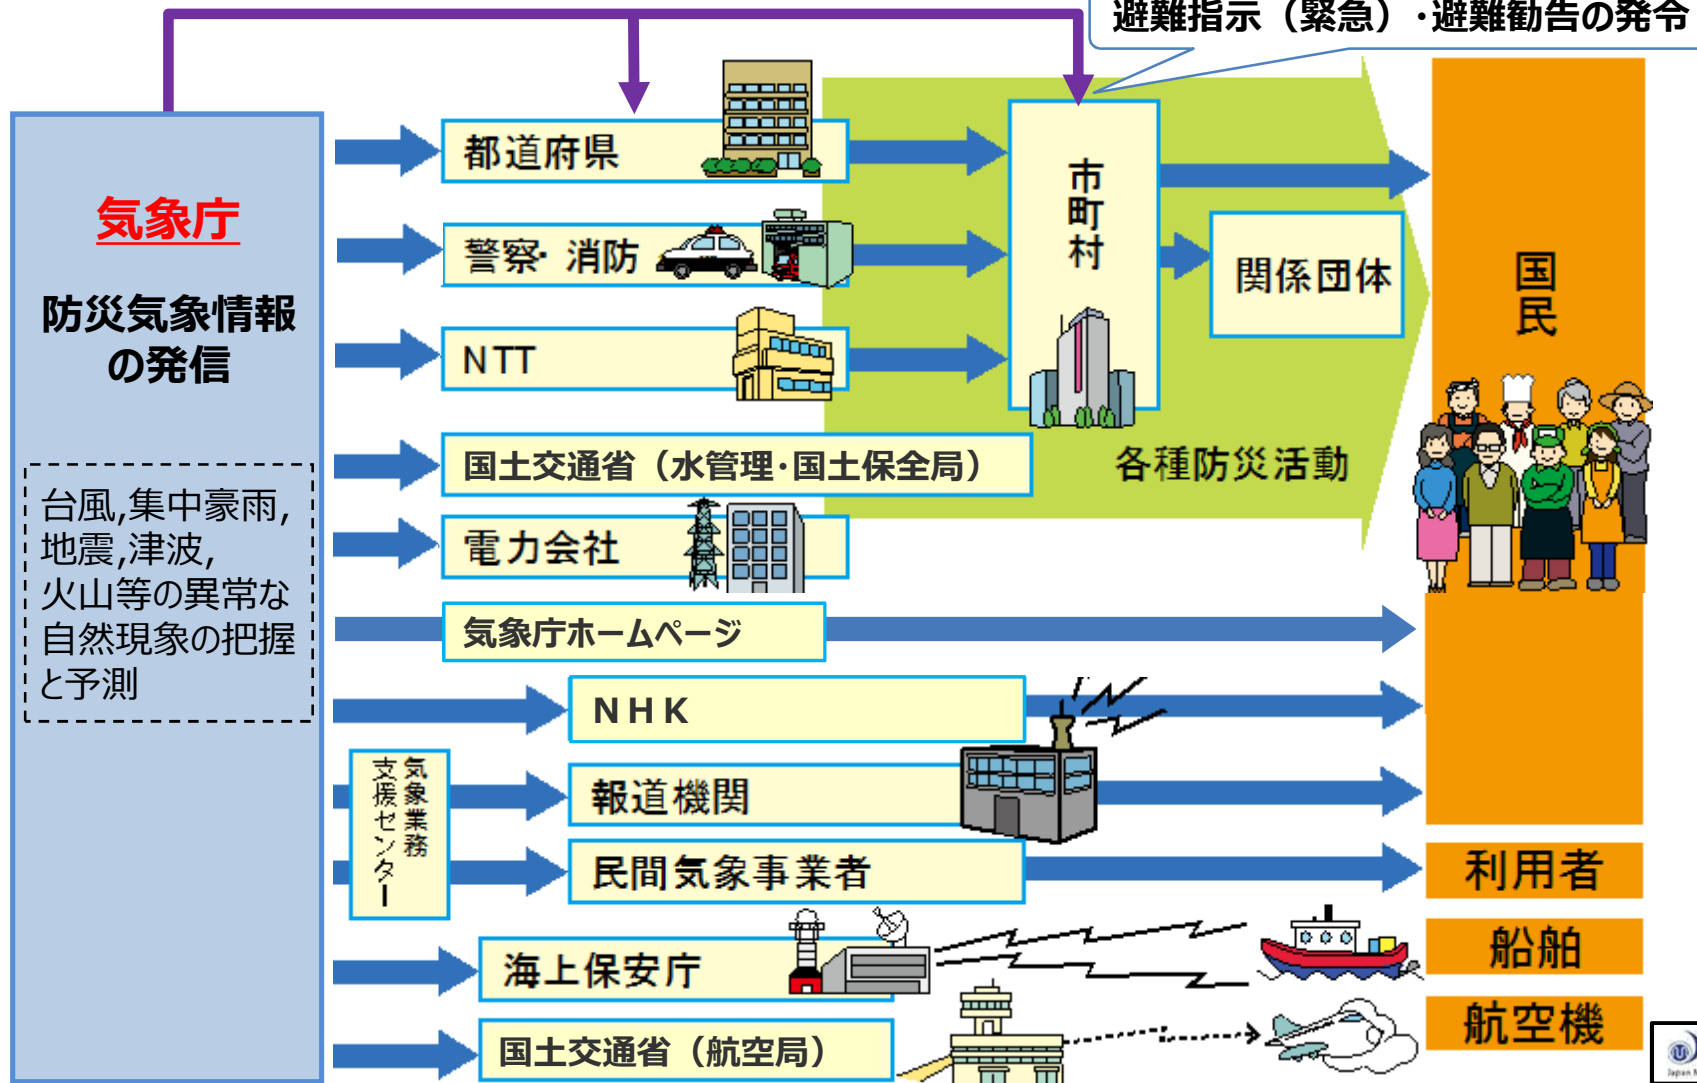 避難指示（緊急）・避難勧告の発令
気象庁
防災気象情報
の発信
台風,集中豪雨,
地震,津波,
火山等の異常な
自然現象の把握
と予測
都道府県
警察・消防
NTT
国土交通省（水管理・国土保全局）
電力会社
気象庁ホームページ
NHK
気象業務
支援センター
報道機関
民間気象事業者
海上保安庁
国土交通省（航空局）
市町村
関係団体
各種防災活動
国民
利用者
船舶
航空機